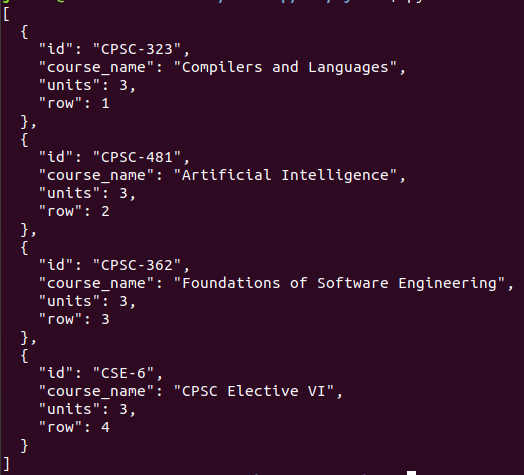 [
  {
    "id": "CPSC-323",
    "course_name": "Compilers and Languages",
    "units": 3,
    "row": 1
  },
  {
    "id": "CPSC-481",
    "course_name": "Artificial Intelligence",
    "units": 3,
    "row": 2
  },
  {
    "id": "CPSC-362",
    "course_name": "Foundations of Software Engineering",
    "units": 3,
    "row": 3
  },
  {
    "id": "CSE-6",
    "course_name": "CPSC Elective VI",
    "units": 3,
    "row": 4
  }
]